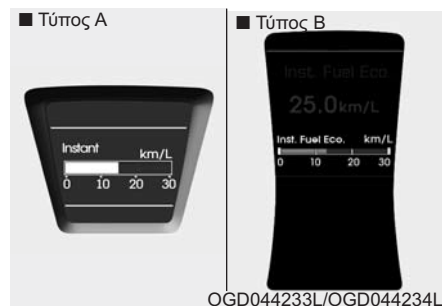 ■ Τύπος A
Instant km/L
0 10 20 30
■ Τύπος B
Inst. Fuel Eco.
25.0km/L
Inst. Fuel Eco. km/L
0 10 20 30
OGD044233L/OGD044234L